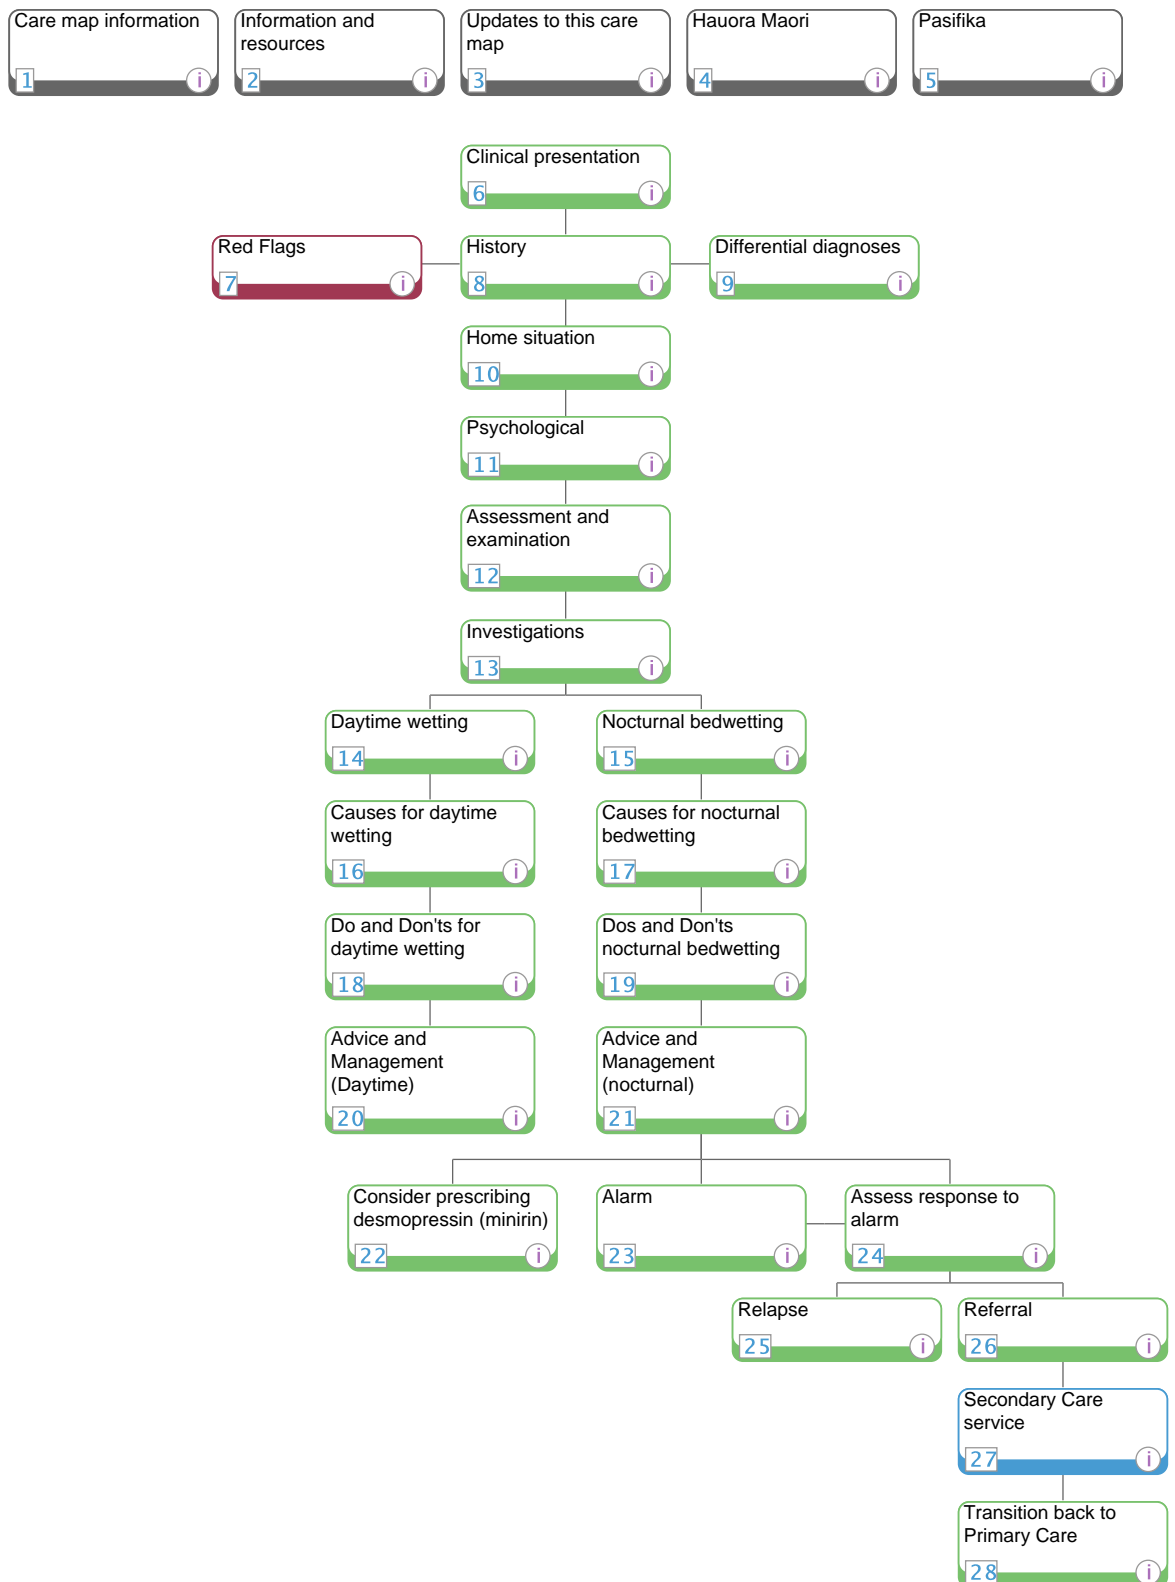 Care map information
1
i
Information and
resources
2
i
Updates to this care
map
3
i
Hauora Maori
4
i
Pasifika
5
i
Clinical presentation
6
i
Red Flags
7
i
History
8
i
Differential diagnoses
9
i
Home situation
10
i
Psychological
11
i
Assessment and
examination
12
i
Investigations
13
i
Daytime wetting
14
i
Nocturnal bedwetting
15
i
Causes for daytime
wetting
16
i
Causes for nocturnal
bedwetting
17
i
Do and Don'ts for
daytime wetting
18
i
Dos and Don'ts
nocturnal bedwetting
19
i
Advice and
Management
(Daytime)
20
i
Advice and
Management
(nocturnal)
21
i
Consider prescribing
desmopressin (minirin)
22
i
Alarm
23
i
Assess response to
alarm
24
i
Relapse
25
i
Referral
26
i
Secondary Care
service
27
i
Transition back to
Primary Care
28
i